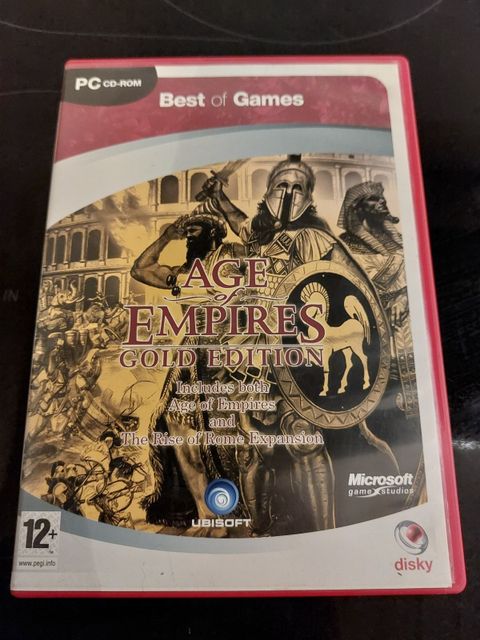 PC CD-ROM
Best of Games
AGE
of
EMPIRES
GOLD EDITION
Includes both
Age of Empires
and
The Rise of Rome Expansion
UBISOFT
Microsoft
game studios
12+
www.pegi.info
disky